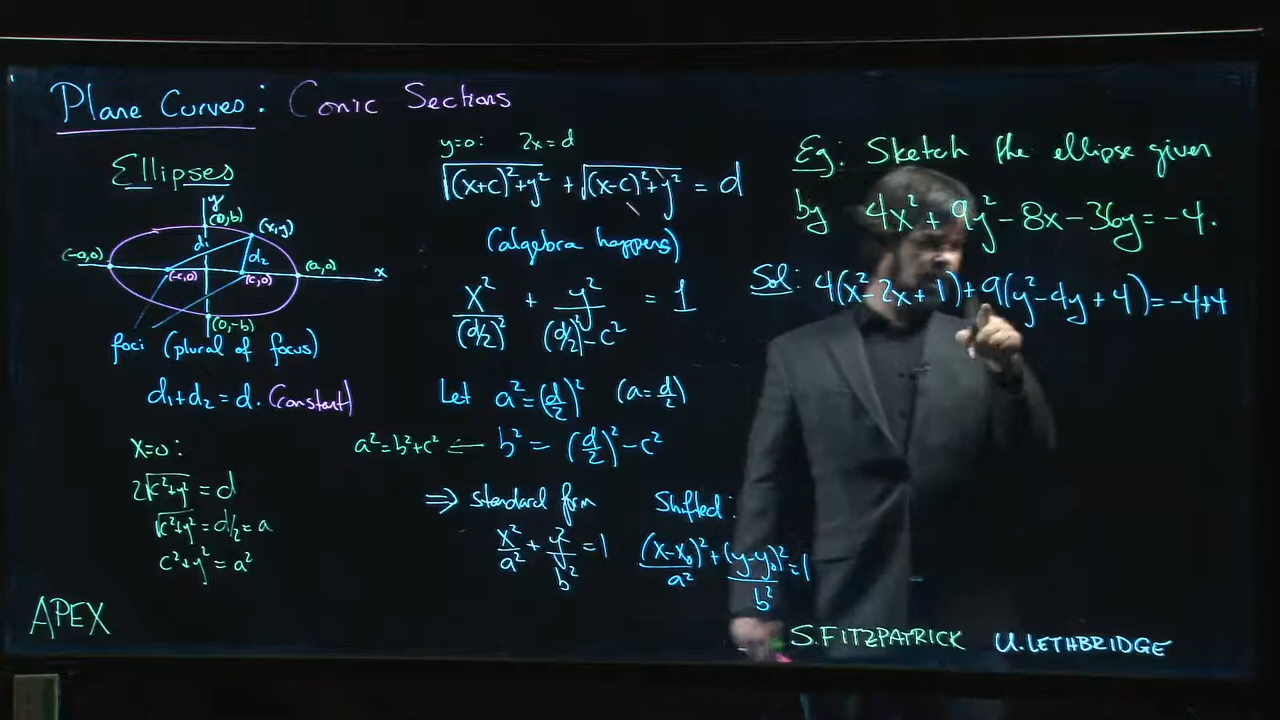 Plane Curves: Conic Sections
Ellipses
y
(0,b)
(x,y)
d₁
d₂
(-a,0)
(-c,0)
(c,0)
(a,0)
x
(0,-b)
foci (plural of focus)
d₁+d₂=d. (constant)
x=0:
2√(c²+y²) = d
√(c²+y²) = d/2 = a
c²+y² = a²
APEX
y=0: 2x=d
√((x+c)²+y²) + √((x-c)²+y²) = d
(algebra happens)
x²/(d/2)² + y²/((d/2)²-c²) = 1
Let a²=(d/2)² (a=d/2)
a²=b²+c² ⇐ b² = (d/2)²-c²
⇒ standard form
x²/a² + y²/b² = 1
Shifted:
(x-x₀)²/a² + (y-y₀)²/b² = 1
Eg: Sketch the ellipse given
by 4x²+9y²-8x-36y=-4.
Sol: 4(x²-2x+1)+9(y²-4y+4)=-4+4
S.FITZPATRICK U.LETHBRIDGE